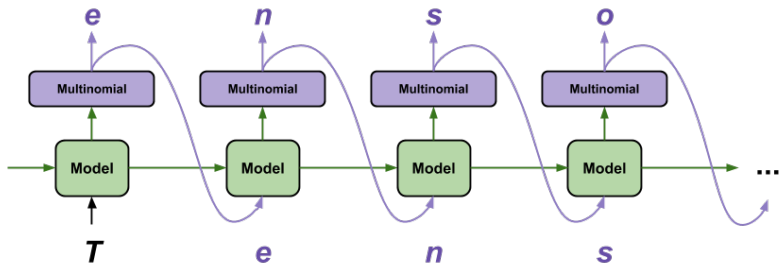 e n s o
Multinomial Multinomial Multinomial Multinomial
Model Model Model Model ...
T e n s